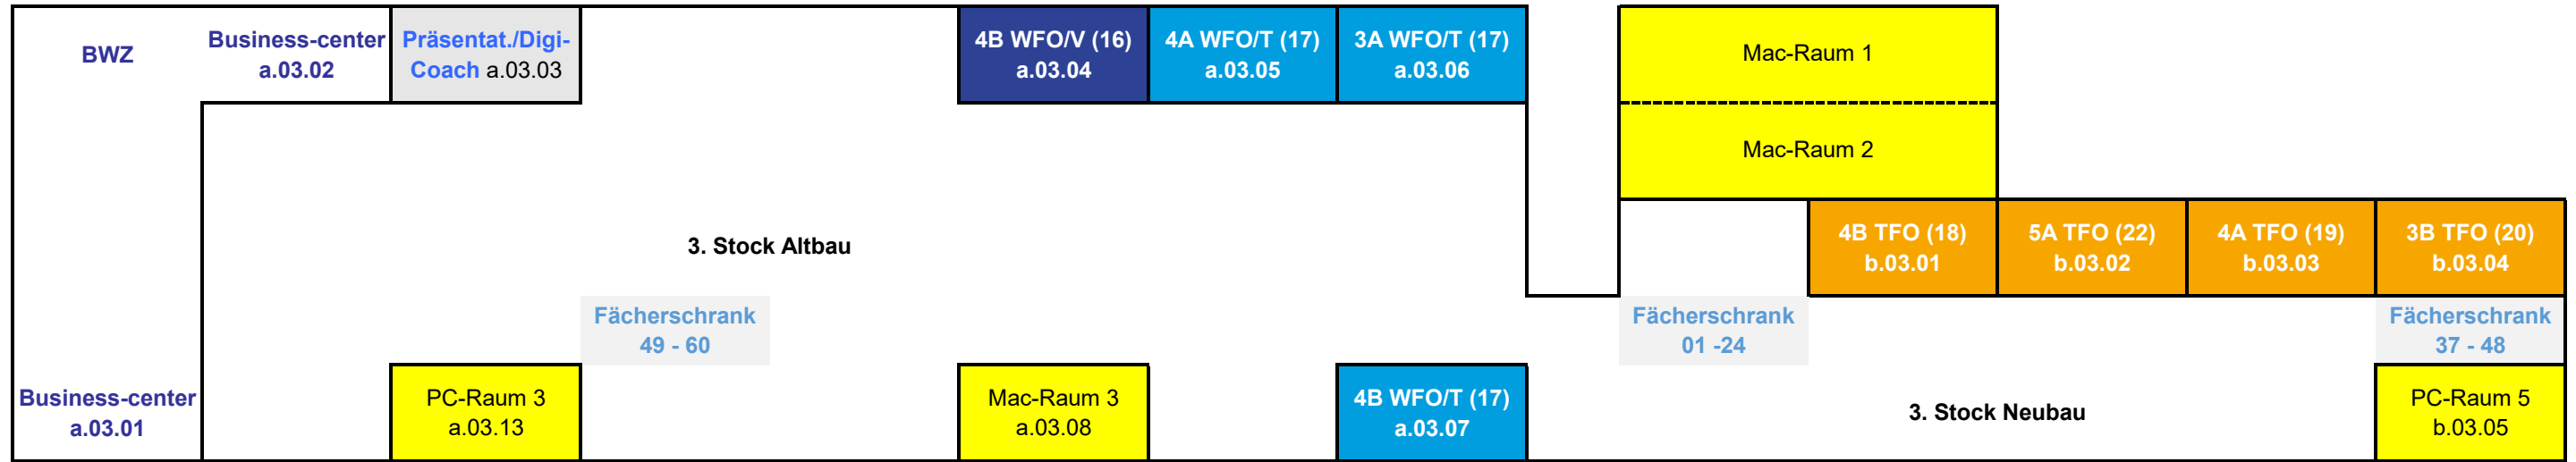 BWZ
Business-center
a.03.02
Präsentat./Digi-
Coach a.03.03
4B WFO/V (16)
a.03.04
4A WFO/T (17)
a.03.05
3A WFO/T (17)
a.03.06
Mac-Raum 1
Mac-Raum 2
3. Stock Altbau
4B TFO (18)
b.03.01
5A TFO (22)
b.03.02
4A TFO (19)
b.03.03
3B TFO (20)
b.03.04
Fächerschrank
49 - 60
Fächerschrank
01 -24
Fächerschrank
37 - 48
Business-center
a.03.01
PC-Raum 3
a.03.13
Mac-Raum 3
a.03.08
4B WFO/T (17)
a.03.07
3. Stock Neubau
PC-Raum 5
b.03.05